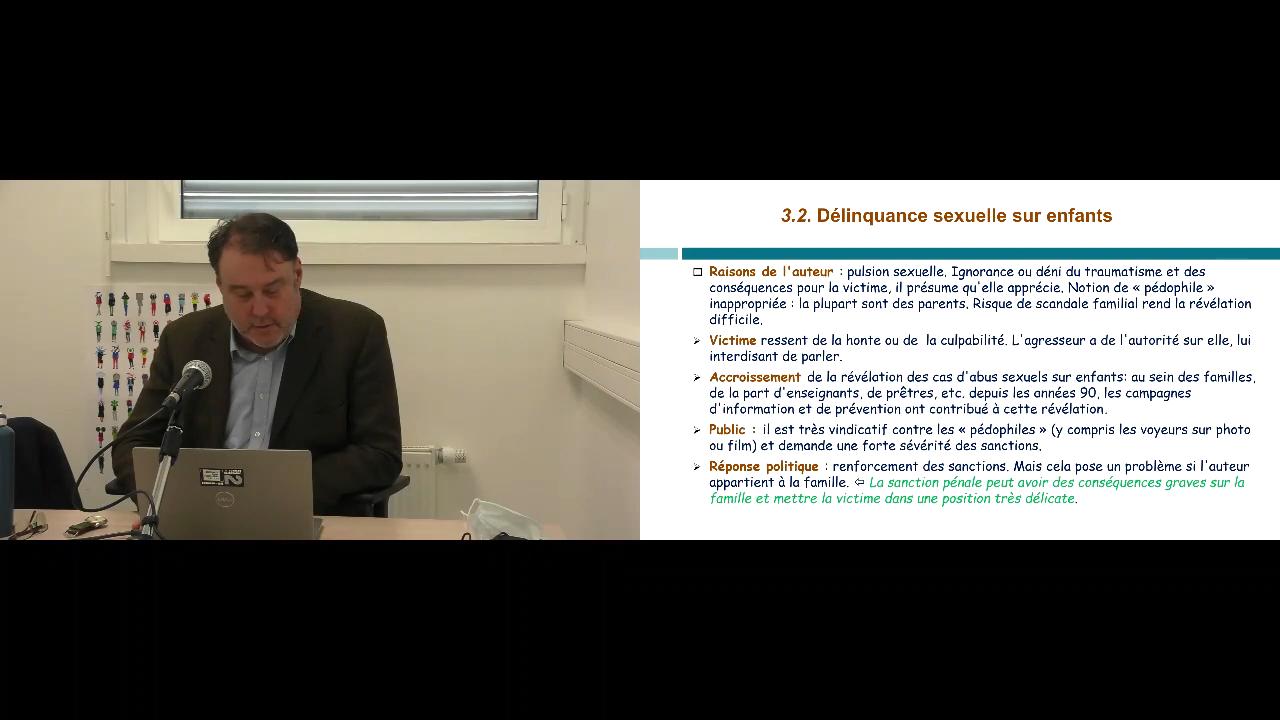 3.2. Délinquance sexuelle sur enfants
Raisons de l'auteur : pulsion sexuelle. Ignorance ou déni du traumatisme et des
conséquences pour la victime, il présume qu'elle apprécie. Notion de « pédophile »
inappropriée : la plupart sont des parents. Risque de scandale familial rend la révélation
difficile.
Victime ressent de la honte ou de la culpabilité. L'agresseur a de l'autorité sur elle, lui
interdisant de parler.
Accroissement de la révélation des cas d'abus sexuels sur enfants: au sein des familles,
de la part d'enseignants, de prêtres, etc. depuis les années 90, les campagnes
d'information et de prévention ont contribué à cette révélation.
Public : il est très vindicatif contre les « pédophiles » (y compris les voyeurs sur photo
ou film) et demande une forte sévérité des sanctions.
Réponse politique : renforcement des sanctions. Mais cela pose un problème si l'auteur
appartient à la famille. ⇦ La sanction pénale peut avoir des conséquences graves sur la
famille et mettre la victime dans une position très délicate.
DELL